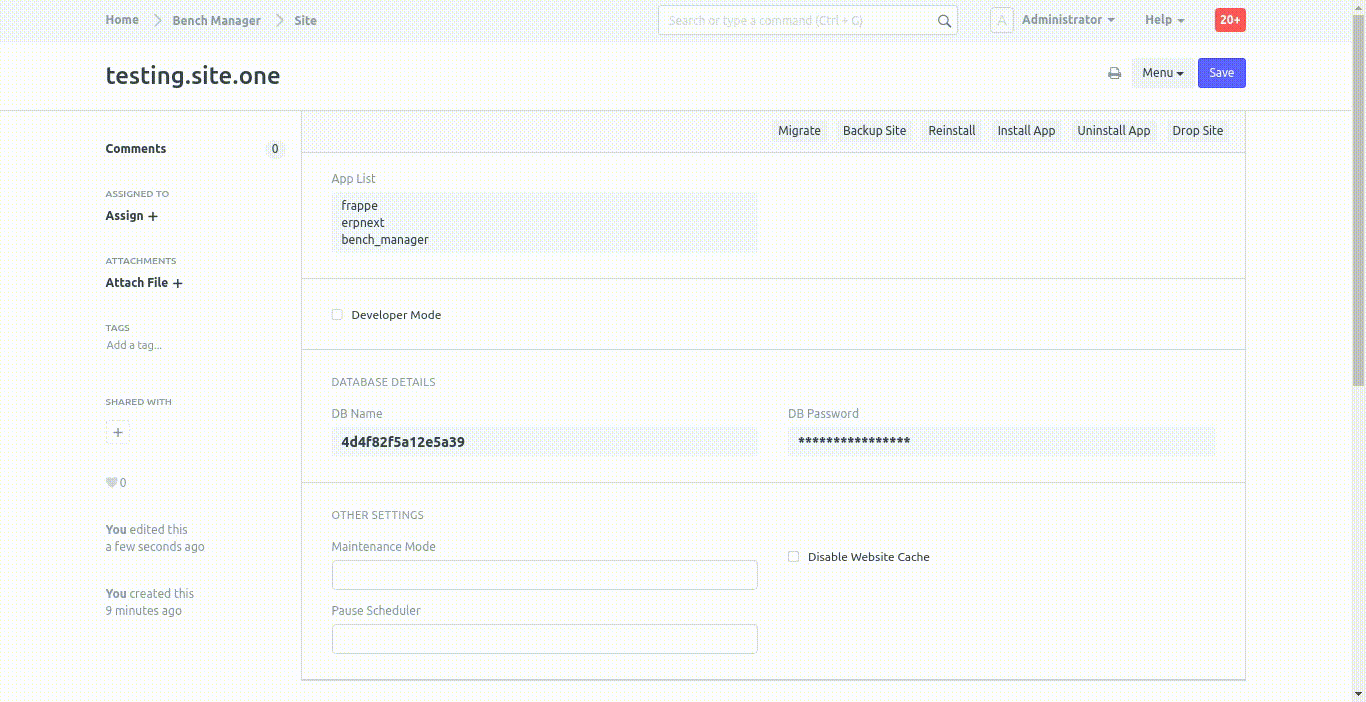 Home Bench Manager Site Search or type a command (Ctrl + G) A Administrator Help 20+
testing.site.one Menu Save
Migrate Backup Site Reinstall Install App Uninstall App Drop Site
Comments 0
ASSIGNED TO
Assign +
ATTACHMENTS
Attach File +
TAGS
Add a tag...
SHARED WITH
+
0
You edited this
a few seconds ago
You created this
9 minutes ago
App List
frappe
erpnext
bench_manager
Developer Mode
DATABASE DETAILS
DB Name
4d4f82f5a12e5a39
DB Password
****************
OTHER SETTINGS
Maintenance Mode
Disable Website Cache
Pause Scheduler